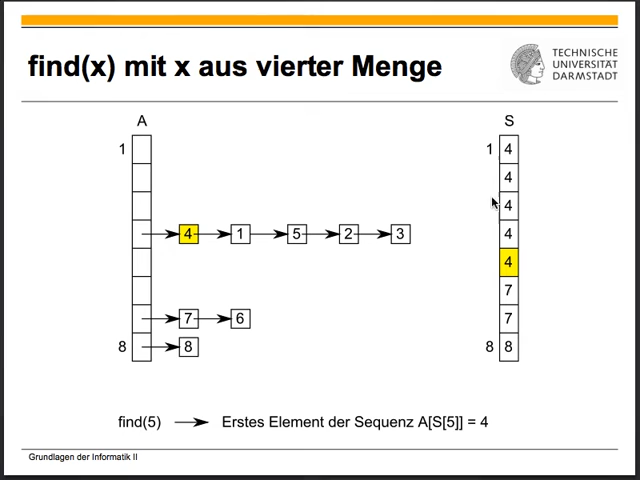 find(x) mit x aus vierter Menge
TECHNISCHE
UNIVERSITÄT
DARMSTADT
A
S
1
1 4
4
4
4 1 5 2 3
4
4
7
7 6
7
8 8
8 8
find(5) Erstes Element der Sequenz A[S[5]] = 4
Grundlagen der Informatik II